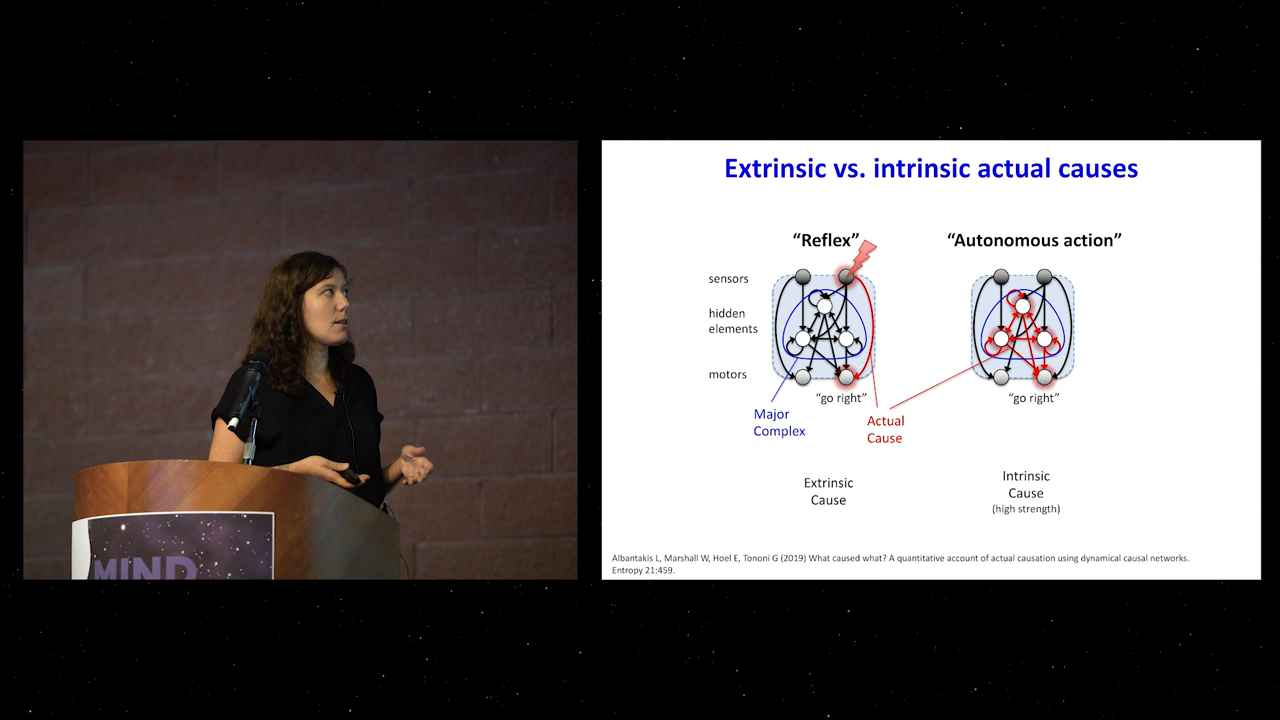 MIND
Extrinsic vs. intrinsic actual causes
“Reflex”
“Autonomous action”
sensors
hidden
elements
motors
“go right”
“go right”
Major
Complex
Actual
Cause
Extrinsic
Cause
Intrinsic
Cause
(high strength)
Albantakis L, Marshall W, Hoel E, Tononi G (2019) What caused what? A quantitative account of actual causation using dynamical causal networks.
Entropy 21:459.